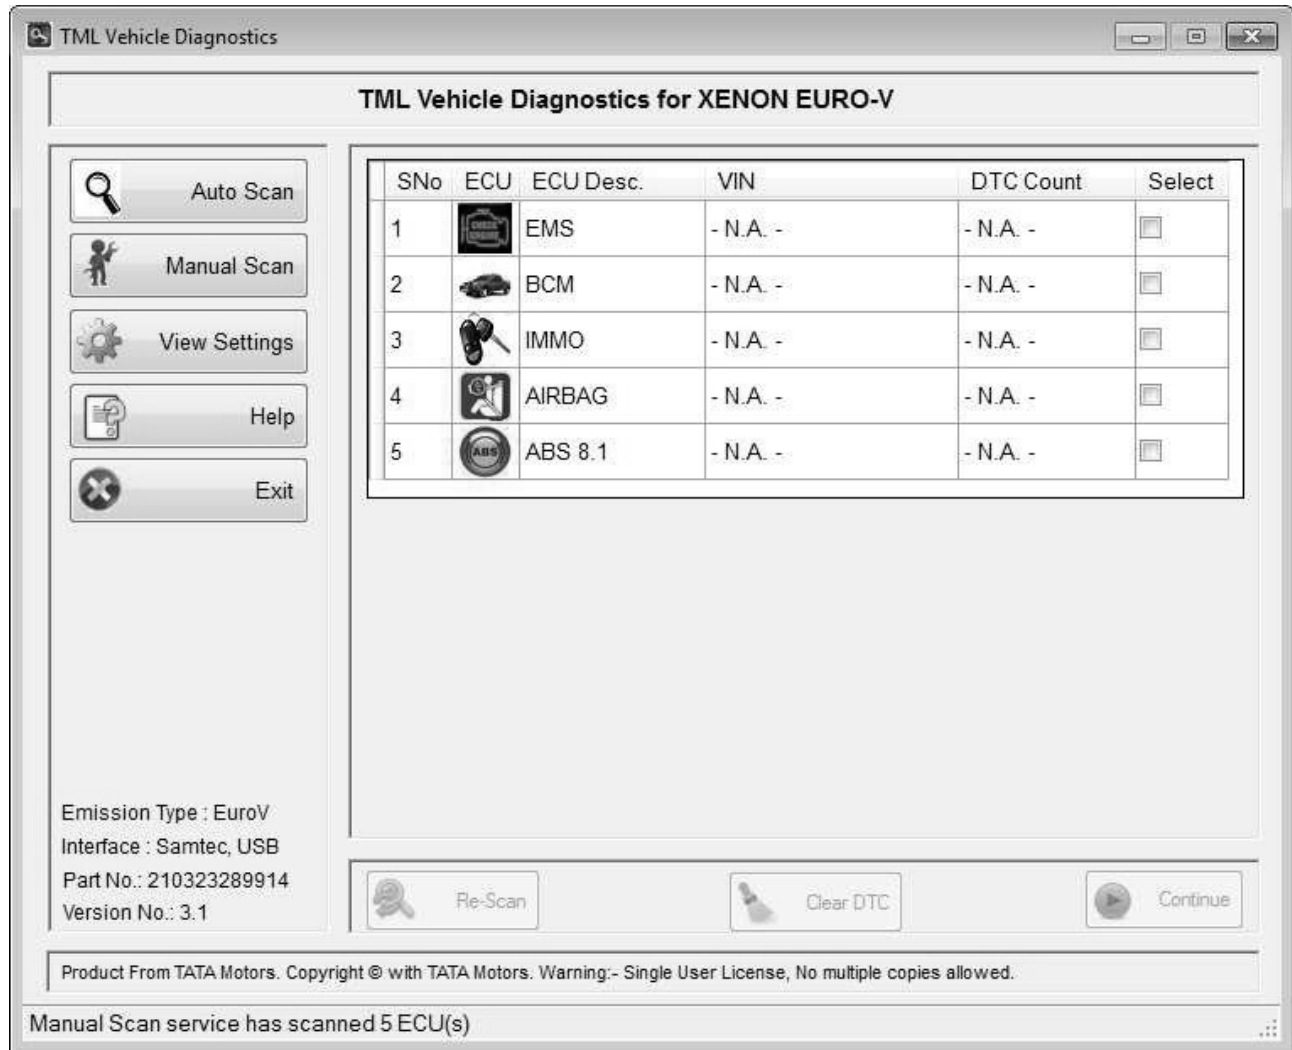 TML Vehicle Diagnostics
TML Vehicle Diagnostics for XENON EURO-V
Auto Scan
Manual Scan
View Settings
Help
Exit
SNo ECU ECU Desc. VIN DTC Count Select
1 CHECK ENGINE EMS - N.A. - - N.A. -
2 BCM - N.A. - - N.A. -
3 IMMO - N.A. - - N.A. -
4 AIRBAG - N.A. - - N.A. -
5 ABS ABS 8.1 - N.A. - - N.A. -
Emission Type : EuroV
Interface : Samtec, USB
Part No.: 210323289914
Version No.: 3.1
Re-Scan Clear DTC Continue
Product From TATA Motors. Copyright © with TATA Motors. Warning:- Single User License, No multiple copies allowed.
Manual Scan service has scanned 5 ECU(s)